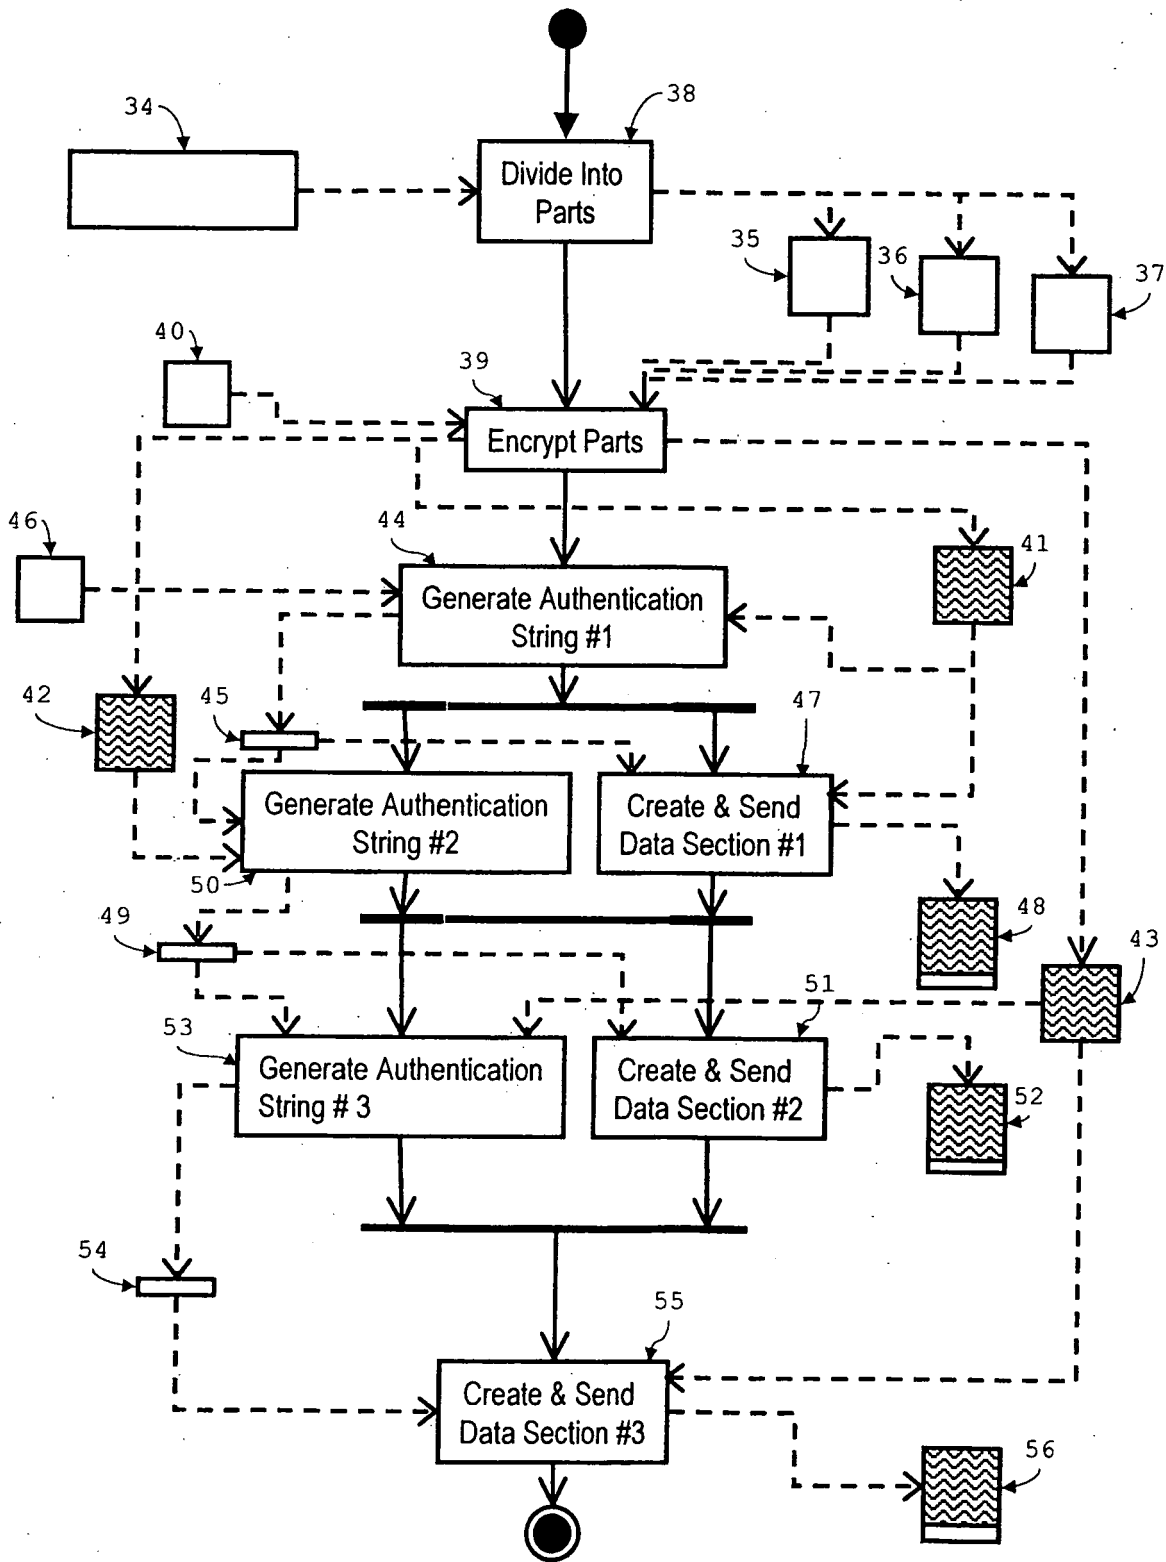 34
38
Divide Into
Parts
35
36
37
40
39
Encrypt Parts
46
44
41
Generate Authentication
String #1
42
45
47
Generate Authentication
String #2
Create & Send
Data Section #1
50
49
48
43
51
53
Generate Authentication
String # 3
Create & Send
Data Section #2
52
54
55
Create & Send
Data Section #3
56